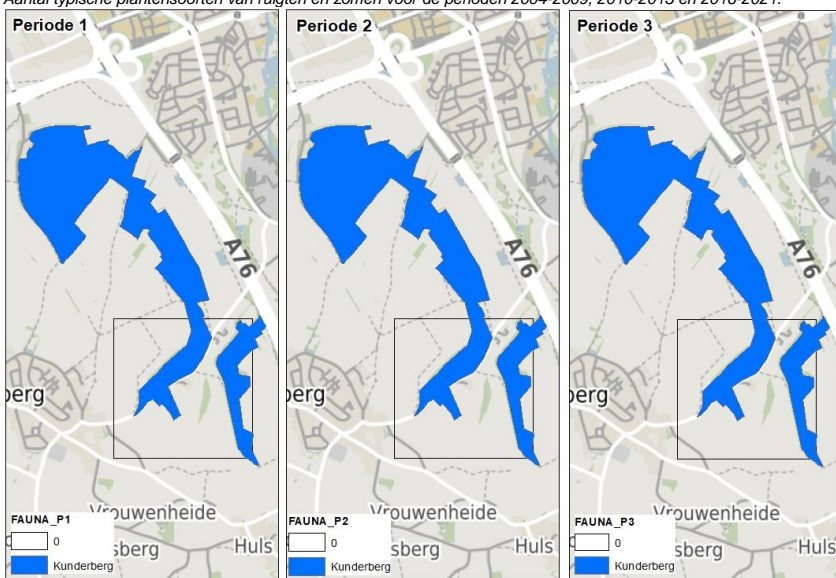 Aantal typische plantensoorten van ruigten en zomen voor de perioden 2004-2009, 2010-2015 en 2016-2021.
Periode 1
A76
berg
Vrouwenheide
sberg
Huls
FAUNA_P1
0
Kunderberg
Periode 2
A76
berg
Vrouwenheide
sberg
Huls
FAUNA_P2
0
Kunderberg
Periode 3
A76
berg
Vrouwenheide
sberg
Huls
FAUNA_P3
0
Kunderberg